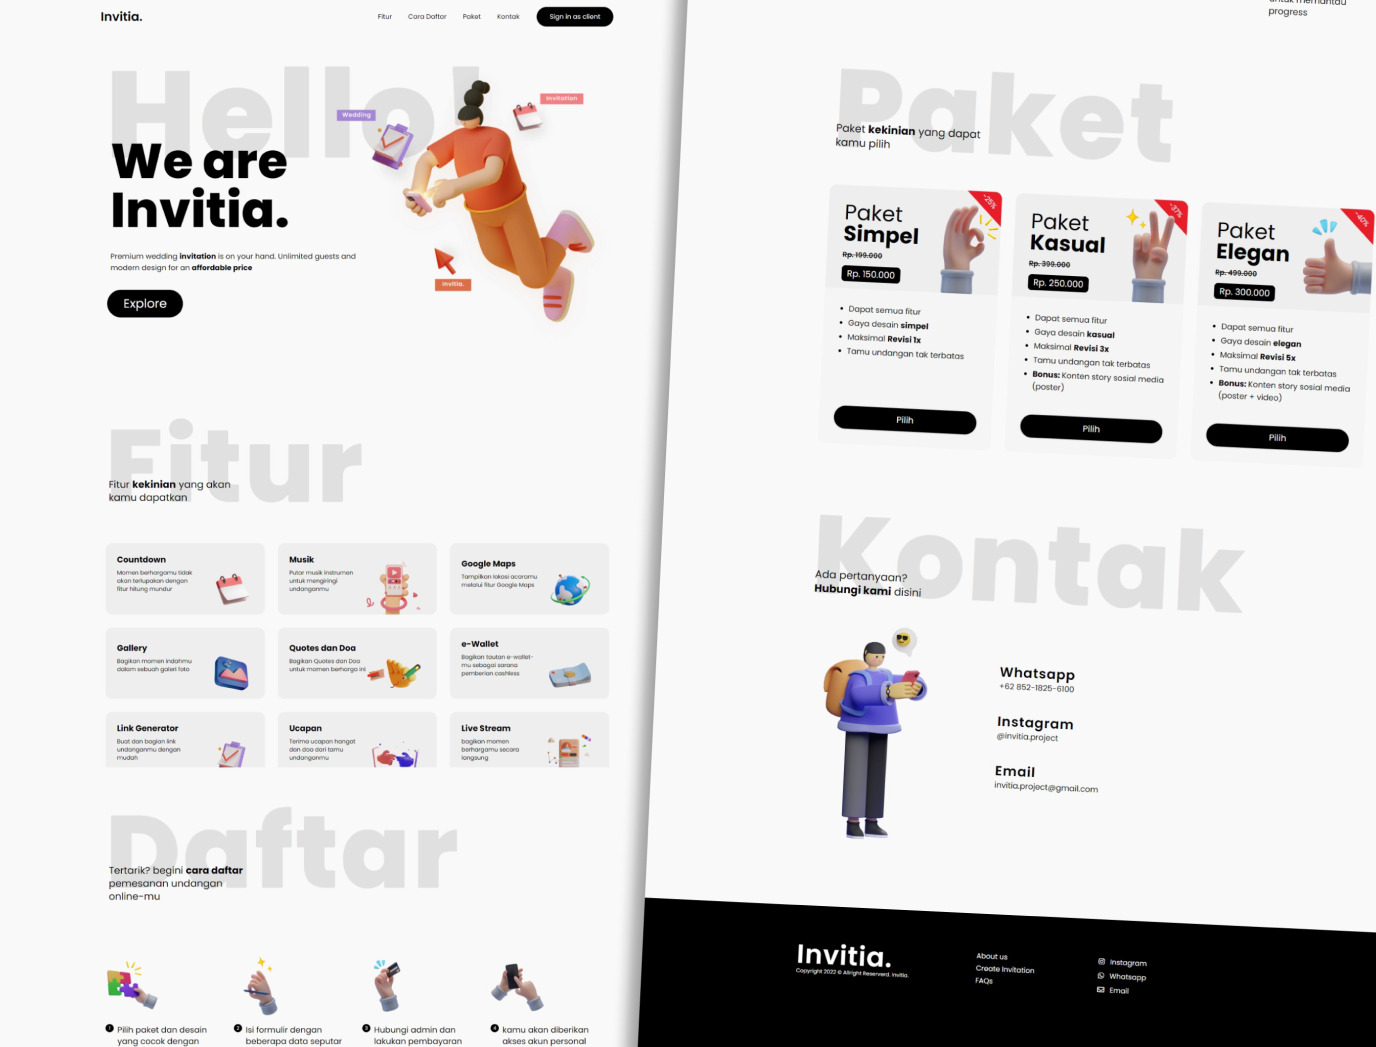 Invitia.
Fitur Cara Daftar Paket Kontak Sign in as client
Hello!
Wedding
Invitation
We are
Invitia.
Premium wedding invitation is on your hand. Unlimited guests and
modern design for an affordable price
Explore
Invitia.
Fitur
Fitur kekinian yang akan
kamu dapatkan
Countdown
Momen berhargamu tidak
akan terlupakan dengan
fitur hitung mundur
Musik
Putar musik instrumen
untuk mengiringi
undanganmu
Google Maps
Tampilkan lokasi acaramu
melalui fitur Google Maps
Gallery
Bagikan momen indahmu
dalam sebuah galeri foto
Quotes dan Doa
Bagikan Quotes dan Doa
untuk momen berharga ini
e-Wallet
Bagikan tautan e-wallet-
mu sebagai sarana
pemberian cashless
Link Generator
Buat dan bagian link
undanganmu dengan
mudah
Ucapan
Terima ucapan hangat
dan doa dari tamu
undanganmu
Live Stream
bagikan momen
berhargamu secara
langsung
Daftar
Tertarik? begini cara daftar
pemesanan undangan
online-mu
1 Pilih paket dan desain
yang cocok dengan
2 Isi formulir dengan
beberapa data seputar
3 Hubungi admin dan
lakukan pembayaran
4 kamu akan diberikan
akses akun personal
untuk memantau
progress
Paket
Paket kekinian yang dapat
kamu pilih
-25%
Paket
Simpel
Rp. 199.000
Rp. 150.000
• Dapat semua fitur
• Gaya desain simpel
• Maksimal Revisi 1x
• Tamu undangan tak terbatas
Pilih
-37%
Paket
Kasual
Rp. 399.000
Rp. 250.000
• Dapat semua fitur
• Gaya desain kasual
• Maksimal Revisi 3x
• Tamu undangan tak terbatas
• Bonus: Konten story sosial media
(poster)
Pilih
-40%
Paket
Elegan
Rp. 499.000
Rp. 300.000
• Dapat semua fitur
• Gaya desain elegan
• Maksimal Revisi 5x
• Tamu undangan tak terbatas
• Bonus: Konten story sosial media
(poster + video)
Pilih
Kontak
Ada pertanyaan?
Hubungi kami disini
Whatsapp
+62 852-1825-6100
Instagram
@invitia.project
Email
invitia.project@gmail.com
Invitia.
Copyright 2022 © Allright Reserverd. Invitia.
About us
Create Invitation
FAQs
Instagram
Whatsapp
Email